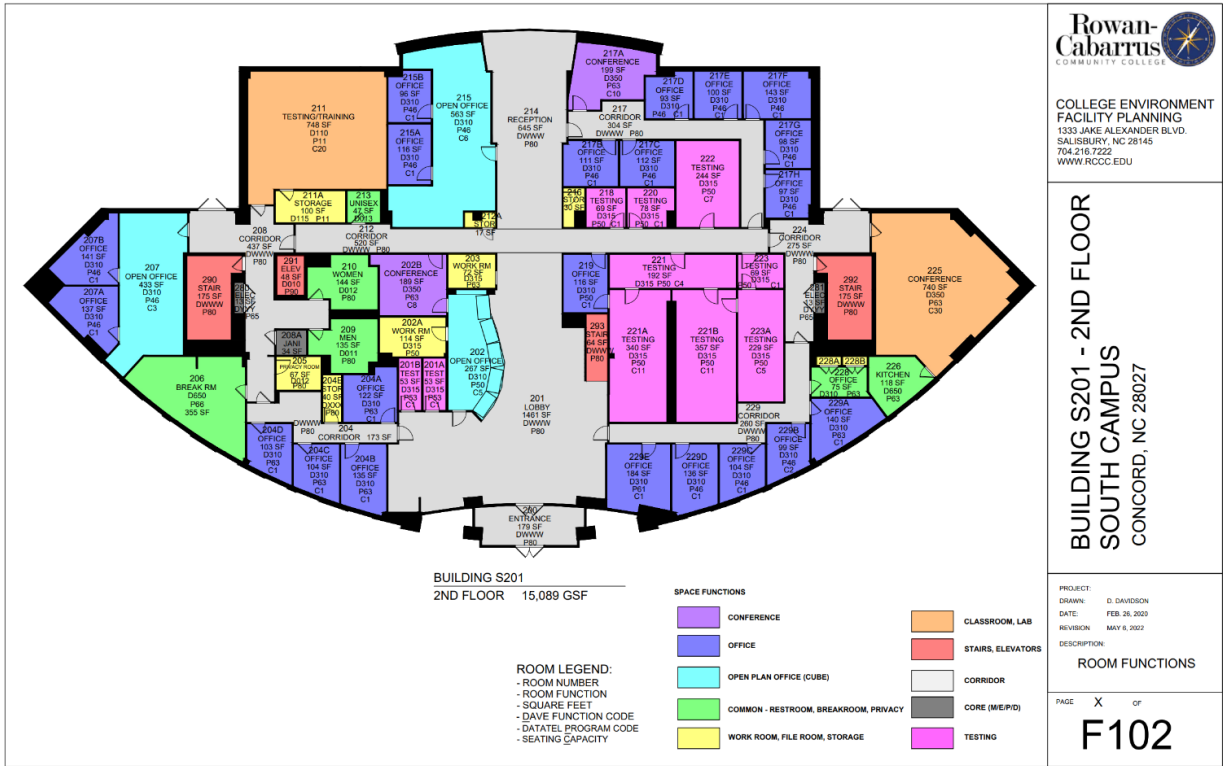 217A
CONFERENCE
199 SF
D350
P63
C10
215B
OFFICE
96 SF
D310
P46
C1
215
OPEN OFFICE
563 SF
D310
P46
C6
217D
OFFICE
93 SF
D310
P46 C1
217E
OFFICE
100 SF
D310
P46
C1
217F
OFFICE
143 SF
D310
P46
C1
211
TESTING/TRAINING
748 SF
D110
P11
C20
214
RECEPTION
645 SF
DWWW
P80
217
CORRIDOR
304 SF
DWWW P80
215A
OFFICE
116 SF
D310
P46
C1
217G
OFFICE
98 SF
D310
P46
C1
217B
OFFICE
111 SF
D310
P46
C1
217C
OFFICE
112 SF
D310
P46
C1
222
TESTING
244 SF
D315
P50
C7
217H
OFFICE
97 SF
D310
P46
C1
211A
STORAGE
100 SF
D115 P11
213
UNISEX
47 SF
D013
216
STOR
30 SF
218
TESTING
69 SF
D315
P50 C1
220
TESTING
78 SF
D315
P50 C1
212A
STOR
17 SF
207B
OFFICE
141 SF
D310
P46
C1
208
CORRIDOR
437 SF
DWWW
P80
212
CORRIDOR
520 SF
DWWW P80
224
CORRIDOR
275 SF
DWWW
P80
207
OPEN OFFICE
433 SF
D310
P46
C3
207A
OFFICE
137 SF
D310
P46
C1
290
STAIR
175 SF
DWWW
P80
291
ELEV
48 SF
D010
P90
210
WOMEN
144 SF
D012
P80
202B
CONFERENCE
189 SF
D350
P63
C8
203
WORK RM
72 SF
D315
P63
219
OFFICE
116 SF
D310
P50
C1
221
TESTING
192 SF
D315 P50 C4
223
TESTING
69 SF
D315
P50 C1
292
STAIR
175 SF
DWWW
P80
225
CONFERENCE
740 SF
D350
P63
C30
P65
P65
208A
JAN
34 SF
209
MEN
135 SF
D011
P80
202A
WORK RM
114 SF
D315
P50
202
OPEN OFFICE
267 SF
D310
P50
C5
293
STAIR
64 SF
DWWW
P80
221A
TESTING
340 SF
D315
P50
C11
221B
TESTING
357 SF
D315
P50
C11
223A
TESTING
229 SF
D315
P50
C5
206
BREAK RM
D650
P66
355 SF
205
PRIVACY ROOM
67 SF
D012
P80
204E
STOR
40 SF
DXXX
P80
204A
OFFICE
122 SF
D310
P63
C1
201B
TEST
53 SF
D315
P63
C1
201A
TEST
53 SF
D315
P63
C1
201
LOBBY
1461 SF
DWWW
P80
228A
228B
228
OFFICE
75 SF
D310 P63
226
KITCHEN
118 SF
D650
P63
229A
OFFICE
140 SF
D310
P63
C1
229
CORRIDOR
260 SF
DWWW
P80
DWWW
P80
204
CORRIDOR 173 SF
204D
OFFICE
103 SF
D310
P63
C1
204C
OFFICE
104 SF
D310
P63
C1
204B
OFFICE
135 SF
D310
P63
C1
229E
OFFICE
184 SF
D310
P61
C1
229D
OFFICE
136 SF
D310
P46
C1
229C
OFFICE
104 SF
D310
P46
C1
229B
OFFICE
99 SF
D310
P46
C2
200
ENTRANCE
179 SF
DWWW
P80
BUILDING S201
2ND FLOOR 15,089 GSF
ROOM LEGEND:
- ROOM NUMBER
- ROOM FUNCTION
- SQUARE FEET
- DAVE FUNCTION CODE
- DATATEL PROGRAM CODE
- SEATING CAPACITY
SPACE FUNCTIONS
CONFERENCE
OFFICE
OPEN PLAN OFFICE (CUBE)
COMMON - RESTROOM, BREAKROOM, PRIVACY
WORK ROOM, FILE ROOM, STORAGE
CLASSROOM, LAB
STAIRS, ELEVATORS
CORRIDOR
CORE (M/E/P/D)
TESTING
Rowan-
Cabarrus
COMMUNITY COLLEGE
COLLEGE ENVIRONMENT
FACILITY PLANNING
1333 JAKE ALEXANDER BLVD.
SALISBURY, NC 28145
704.216.7222
WWW.RCCC.EDU
BUILDING S201 - 2ND FLOOR
SOUTH CAMPUS
CONCORD, NC 28027
PROJECT:
DRAWN: D. DAVIDSON
DATE: FEB. 26, 2020
REVISION MAY 6, 2022
DESCRIPTION:
ROOM FUNCTIONS
PAGE X OF
F102